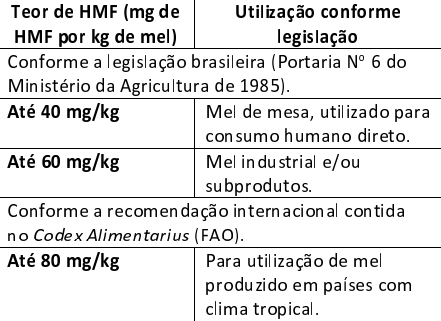 Teor de HMF (mg de HMF por kg de mel)
Utilização conforme legislação
Conforme a legislação brasileira (Portaria Nº 6 do
Ministério da Agricultura de 1985).
Até 40 mg/kg
Mel de mesa, utilizado para
consumo humano direto.
Até 60 mg/kg
Mel industrial e/ou
subprodutos.
Conforme a recomendação internacional contida
no Codex Alimentarius (FAO).
Até 80 mg/kg
Para utilização de mel
produzido em países com
clima tropical.